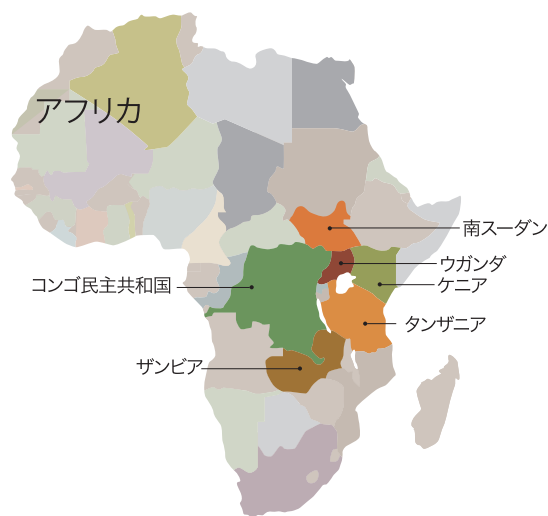 アフリカ
南スーダン
ウガンダ
ケニア
コンゴ民主共和国
タンザニア
ザンビア